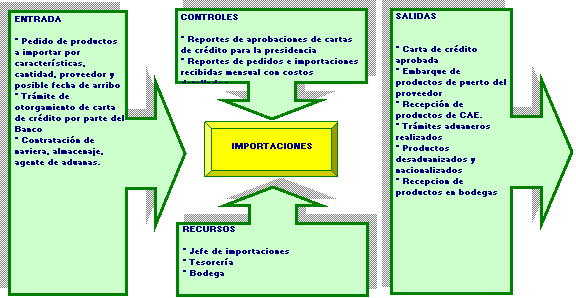 ENTRADA
* Pedido de productos
a importar por
características,
cantidad, proveedor y
posible fecha de arribo
* Trámite de
otorgamiento de carta
de crédito por parte del
Banco
* Contratación de
naviera, almacenaje,
agente de aduanas.
CONTROLES
* Reportes de aprobaciones de cartas
de crédito para la presidencia
* Reportes de pedidos e importaciones
recibidas mensual con costos
IMPORTACIONES
RECURSOS
* Jefe de importaciones
* Tesorería
* Bodega
SALIDAS
* Carta de crédito
aprobada
* Embarque de
productos de puerto del
proveedor
* Recepción de
productos de CAE.
* Trámites aduaneros
realizados
* Productos
desaduanizados y
nacionalizados
* Recepcion de
productos en bodegas